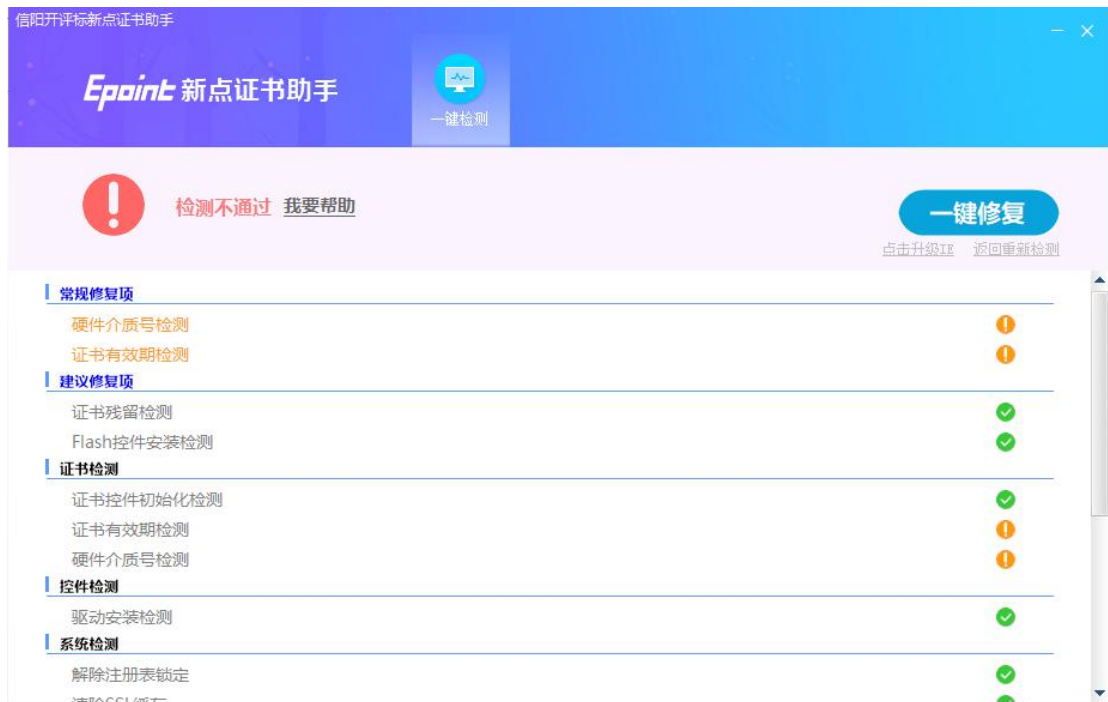 信阳开评标新点证书助手
Epoint 新点证书助手
一键检测
检测不通过 我要帮助
一键修复
点击升级IE 返回重新检测
常规修复项
硬件介质号检测
证书有效期检测
建议修复项
证书残留检测
Flash控件安装检测
证书检测
证书控件初始化检测
证书有效期检测
硬件介质号检测
控件检测
驱动安装检测
系统检测
解除注册表锁定
清除SSL缓存